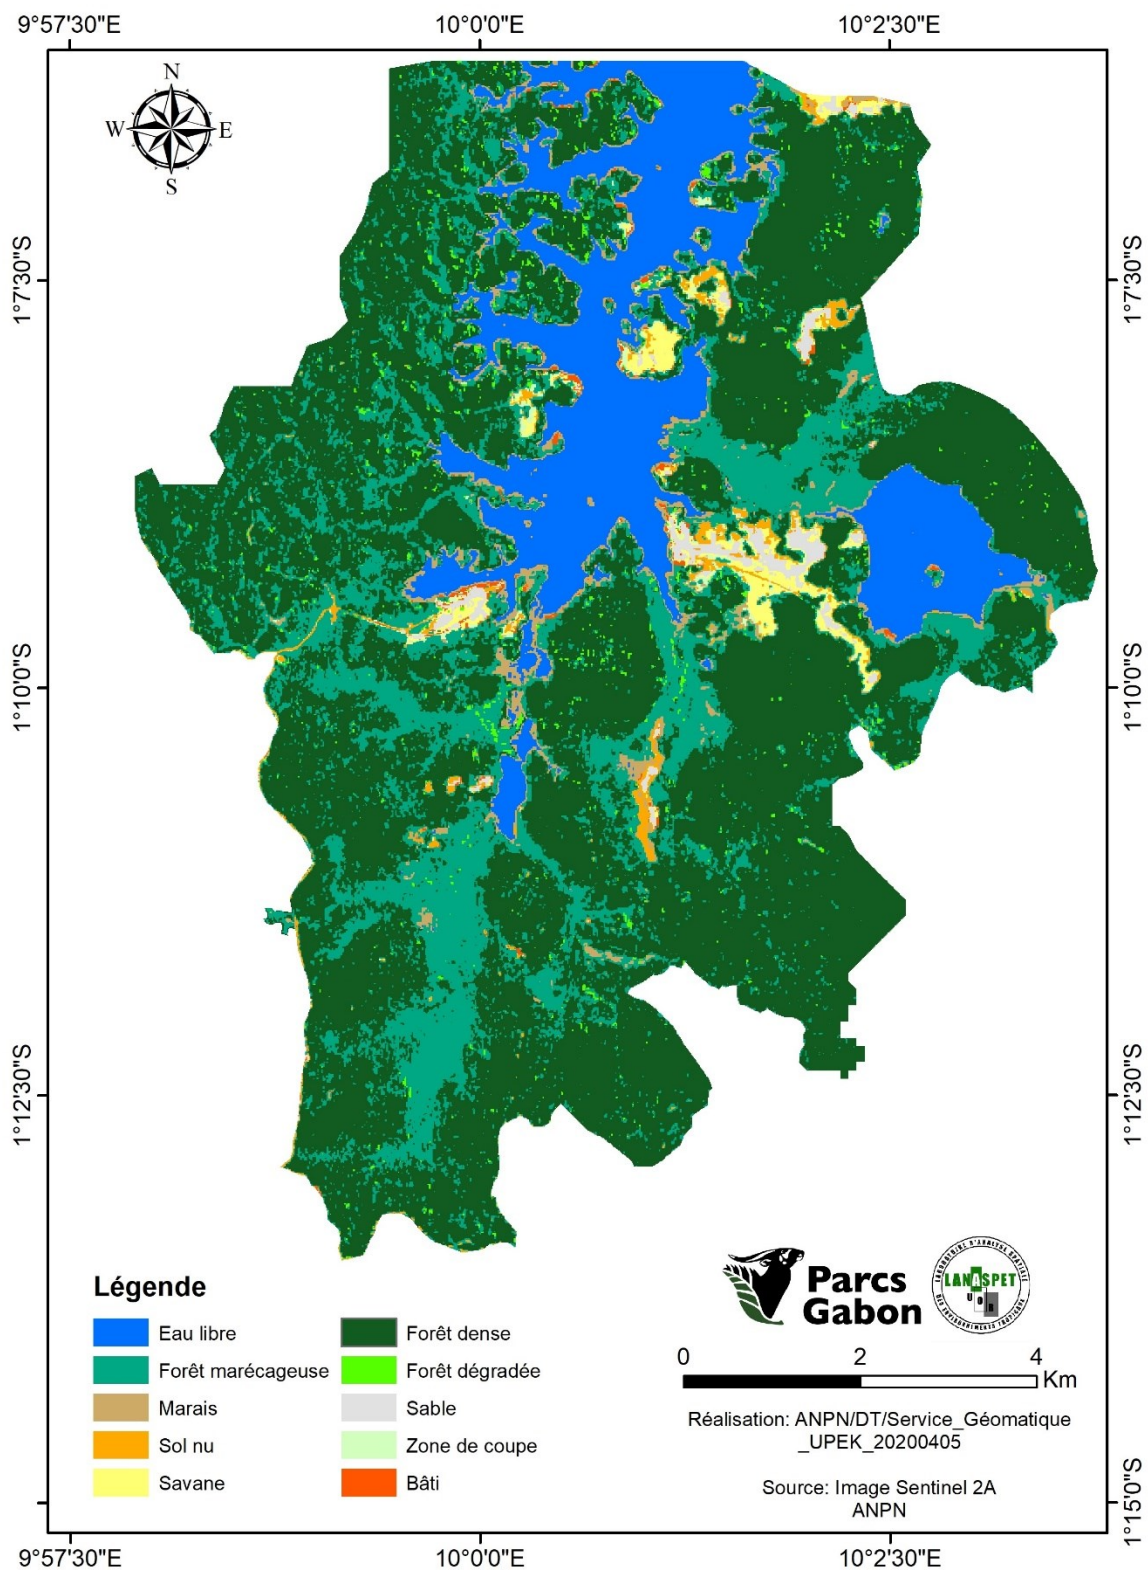 9°57'30"E 10°0'0"E 10°2'30"E
N
W E
S
1°7'30"S 1°7'30"S
1°10'0"S 1°10'0"S
1°12'30"S 1°12'30"S
1°15'0"S
Légende
Eau libre
Forêt marécageuse
Marais
Sol nu
Savane
Forêt dense
Forêt dégradée
Sable
Zone de coupe
Bâti
Parcs
Gabon
LABORATOIRE D'ANALYSE SPATIALE
LANASPET
0 2 4
Km
Réalisation: ANPN/DT/Service_Géomatique
_UPEK_20200405
Source: Image Sentinel 2A
ANPN
9°57'30"E 10°0'0"E 10°2'30"E